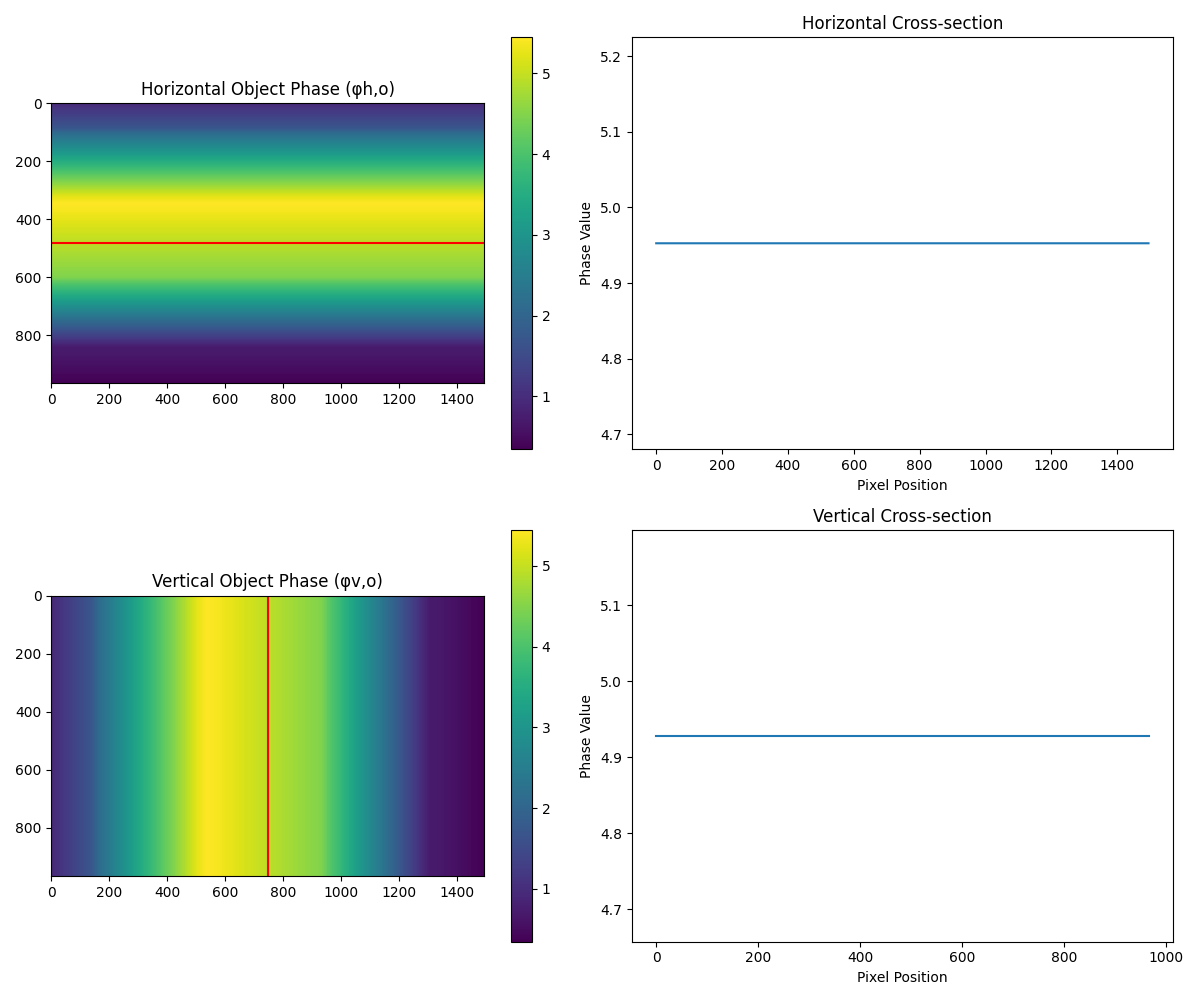 Horizontal Object Phase (φh,o)
0
200
400
600
800
0 200 400 600 800 1000 1200 1400
5
4
3
2
1
Horizontal Cross-section
Phase Value
5.2
5.1
5.0
4.9
4.8
4.7
0 200 400 600 800 1000 1200 1400
Pixel Position
Vertical Object Phase (φv,o)
0
200
400
600
800
0 200 400 600 800 1000 1200 1400
5
4
3
2
1
Vertical Cross-section
Phase Value
5.1
5.0
4.9
4.8
4.7
0 200 400 600 800 1000
Pixel Position